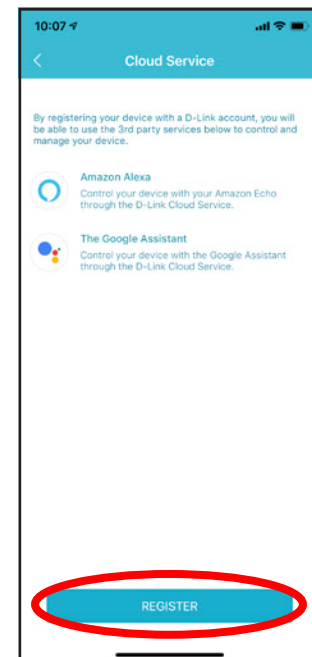 10:07
Cloud Service
By registering your device with a D-Link account, you will
be able to use the 3rd party services below to control and
manage your device.
Amazon Alexa
Control your device with your Amazon Echo
through the D-Link Cloud Service.
The Google Assistant
Control your device with the Google Assistant
through the D-Link Cloud Service.
REGISTER